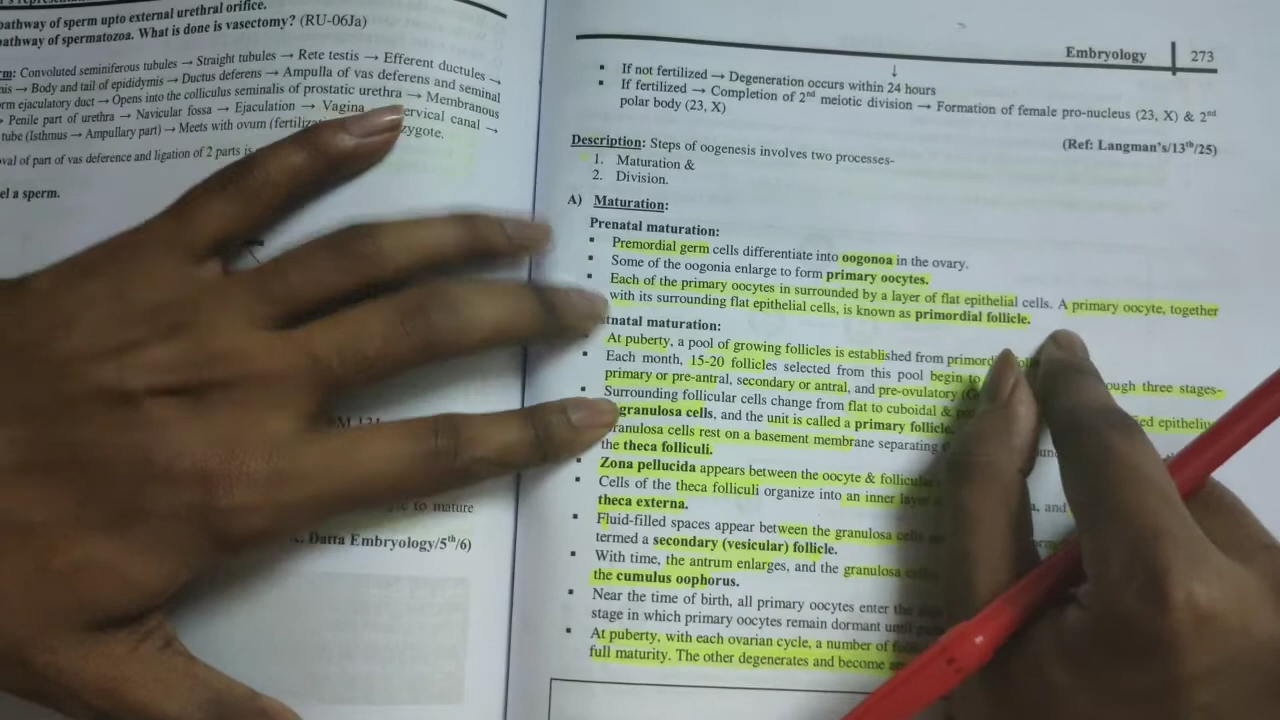 pathway of sperm upto external urethral orifice.
pathway of spermatozoa. What is done is vasectomy? (RU-06Ja)
Convoluted seminiferous tubules → Straight tubules → Rete testis → Efferent ductules →
→ Body and tail of epididymis → Ductus deferens → Ampulla of vas deferens and seminal
ejaculatory duct → Opens into the colliculus seminalis of prostatic urethra → Membranous
→ Penile part of urethra → Navicular fossa → Ejaculation → Vagina canal →
tube (Isthmus → Ampullary part) → Meets with ovum zygote.
of part of vas deference and ligation of 2 parts is
a sperm.
to mature
Datta Embryology/5th/6)
Embryology 273
↓
▪ If not fertilized → Degeneration occurs within 24 hours
▪ If fertilized → Completion of 2nd meiotic division → Formation of female pro-nucleus (23, X) & 2nd
polar body (23, X)
(Ref: Langman's/13th/25)
Description: Steps of oogenesis involves two processes-
1. Maturation &
2. Division.
A) Maturation:
Prenatal maturation:
▪ Premordial germ cells differentiate into oogonoa in the ovary.
▪ Some of the oogonia enlarge to form primary oocytes.
▪ Each of the primary oocytes in surrounded by a layer of flat epithelial cells. A primary oocyte, together
with its surrounding flat epithelial cells, is known as primordial follicle.
maturation:
At puberty, a pool of growing follicles is established from
▪ Each month, 15-20 follicles selected from this pool begin to three stages-
primary or pre-antral, secondary or antral, and pre-ovulatory
▪ Surrounding follicular cells change from flat to cuboidal &
granulosa cells, and the unit is called a primary follicle.
Granulosa cells rest on a basement membrane separating
the theca folliculi.
▪ Zona pellucida appears between the oocyte &
▪ Cells of the theca folliculi organize into an inner layer and
theca externa.
▪ Fluid-filled spaces appear between the granulosa
termed a secondary (vesicular) follicle.
▪ With time, the antrum enlarges, and the granulosa
the cumulus oophorus.
▪ Near the time of birth, all primary oocytes enter the
stage in which primary oocytes remain dormant
▪ At puberty, with each ovarian cycle, a number of
full maturity. The other degenerates and become